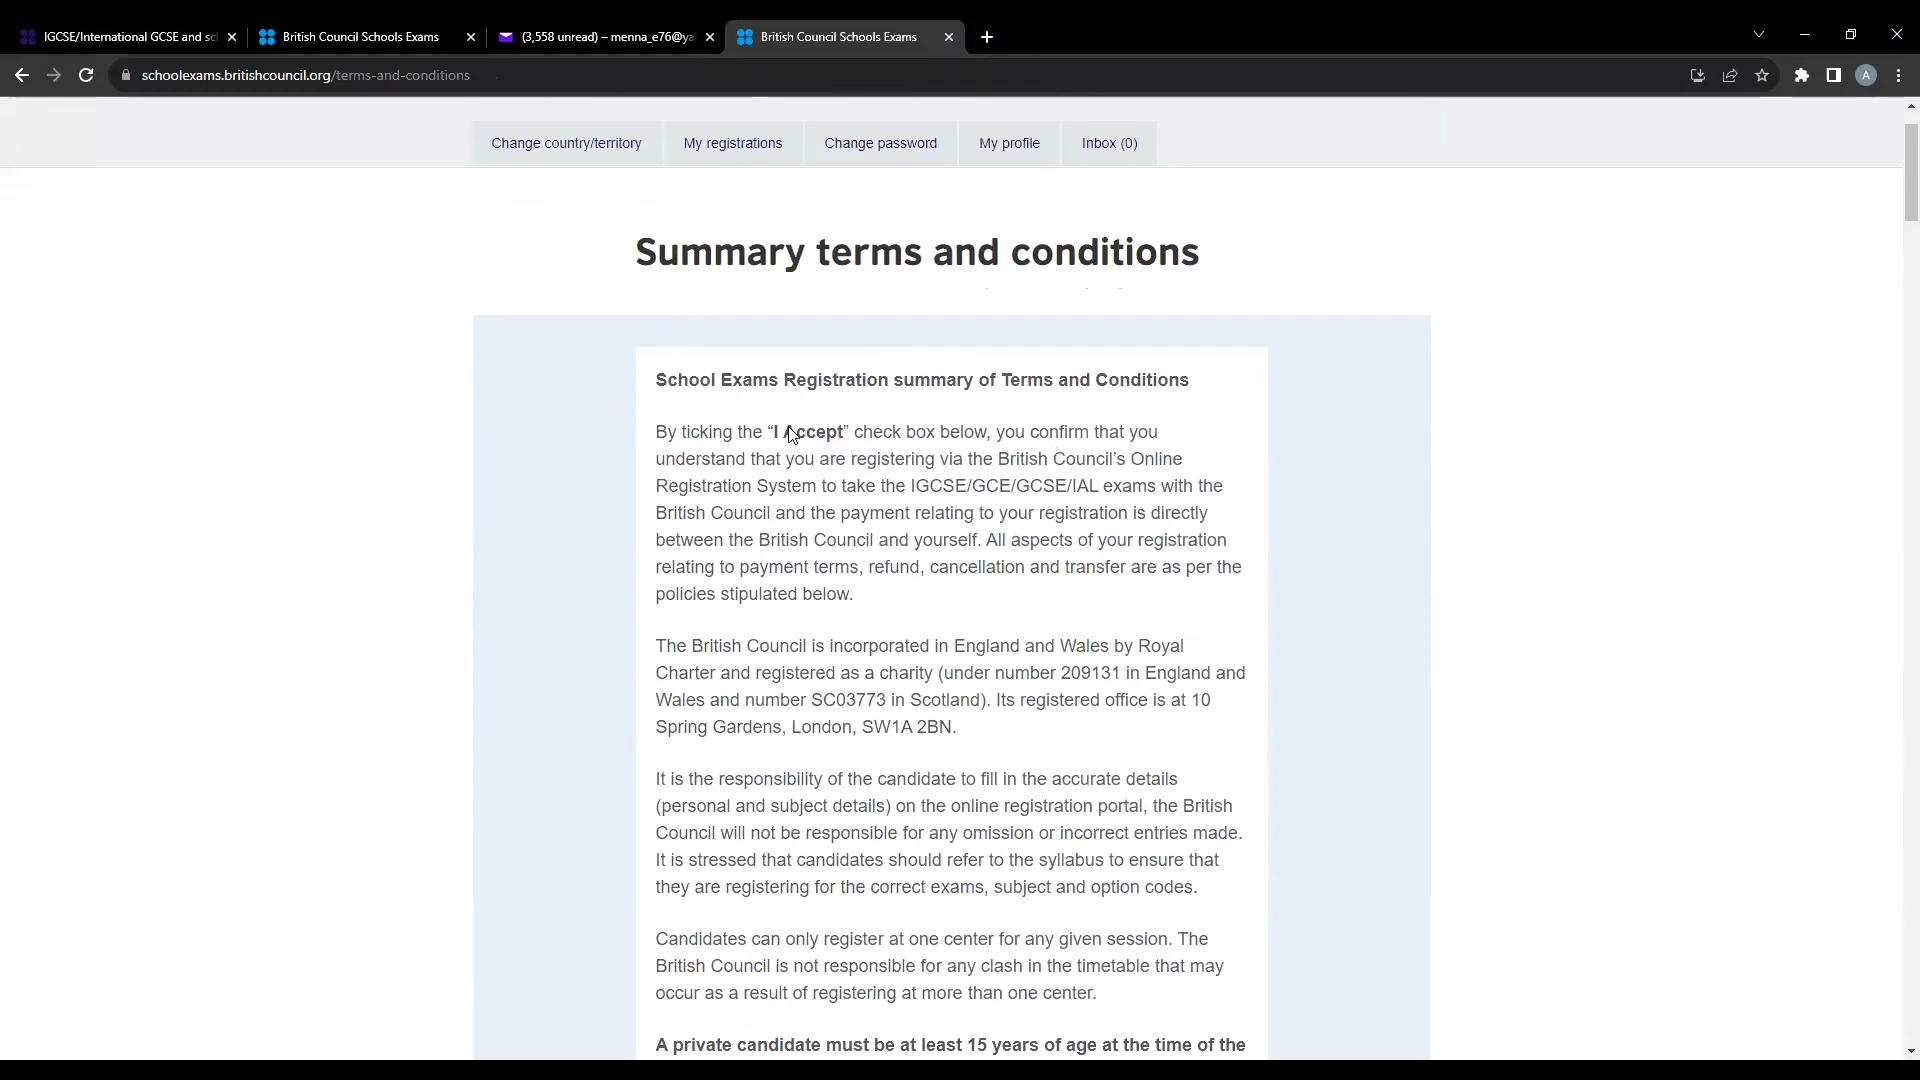 IGCSE/International GCSE and sc
British Council Schools Exams
(3,558 unread) – menna_e76@ya
British Council Schools Exams
schoolexams.britishcouncil.org/terms-and-conditions
A
Change country/territory
My registrations
Change password
My profile
Inbox (0)
Summary terms and conditions
School Exams Registration summary of Terms and Conditions
By ticking the “I Accept” check box below, you confirm that you
understand that you are registering via the British Council’s Online
Registration System to take the IGCSE/GCE/GCSE/IAL exams with the
British Council and the payment relating to your registration is directly
between the British Council and yourself. All aspects of your registration
relating to payment terms, refund, cancellation and transfer are as per the
policies stipulated below.
The British Council is incorporated in England and Wales by Royal
Charter and registered as a charity (under number 209131 in England and
Wales and number SC03773 in Scotland). Its registered office is at 10
Spring Gardens, London, SW1A 2BN.
It is the responsibility of the candidate to fill in the accurate details
(personal and subject details) on the online registration portal, the British
Council will not be responsible for any omission or incorrect entries made.
It is stressed that candidates should refer to the syllabus to ensure that
they are registering for the correct exams, subject and option codes.
Candidates can only register at one center for any given session. The
British Council is not responsible for any clash in the timetable that may
occur as a result of registering at more than one center.
A private candidate must be at least 15 years of age at the time of the